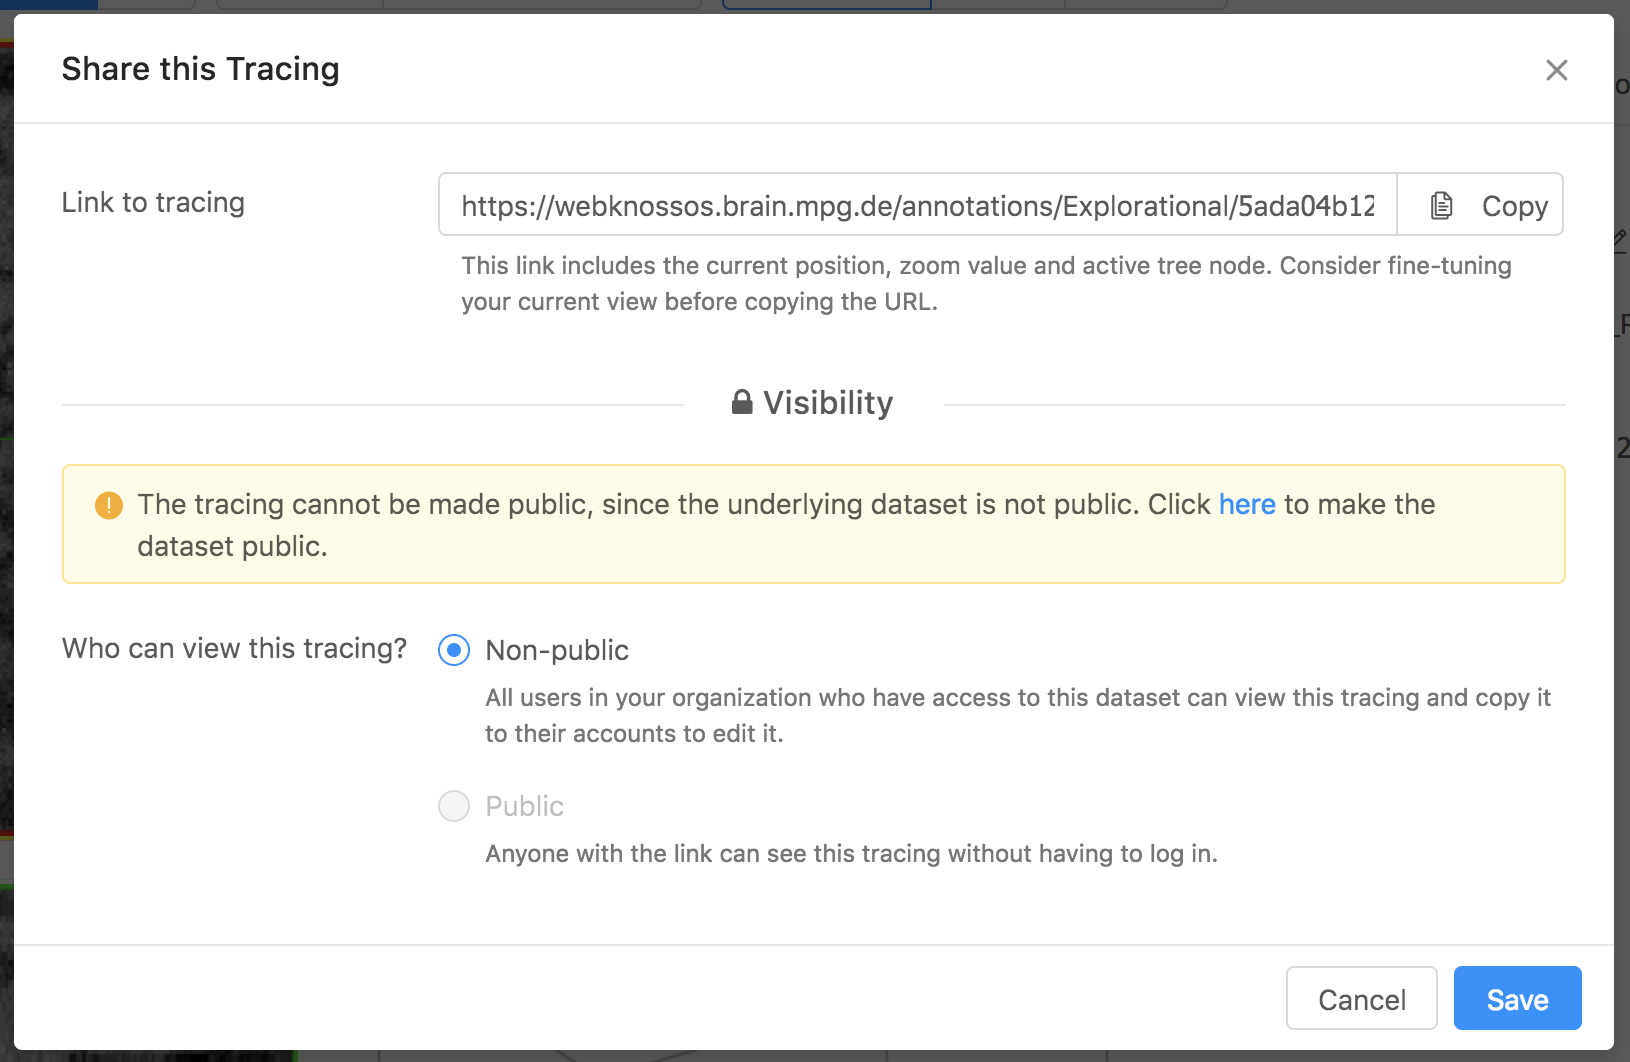 Share this Tracing
Link to tracing
https://webknossos.brain.mpg.de/annotations/Explorational/5ada04b12
Copy
This link includes the current position, zoom value and active tree node. Consider fine-tuning
your current view before copying the URL.
Visibility
The tracing cannot be made public, since the underlying dataset is not public. Click here to make the
dataset public.
Who can view this tracing?
Non-public
All users in your organization who have access to this dataset can view this tracing and copy it
to their accounts to edit it.
Public
Anyone with the link can see this tracing without having to log in.
Cancel
Save